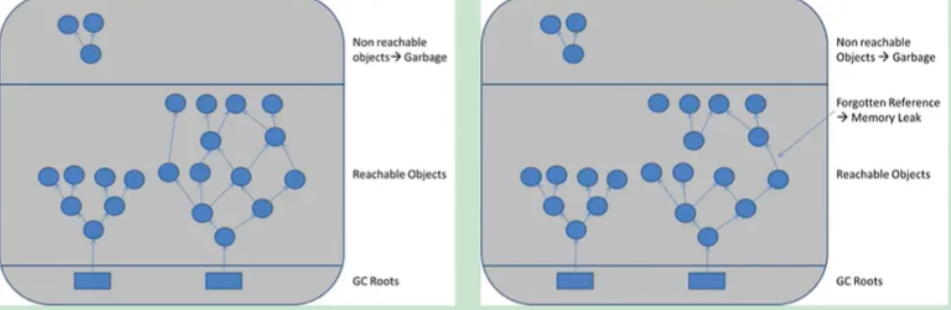 Non reachable
objects→ Garbage
Reachable Objects
GC Roots
Non reachable
Objects → Garbage
Forgotten Reference
→ Memory Leak
Reachable Objects
GC Roots